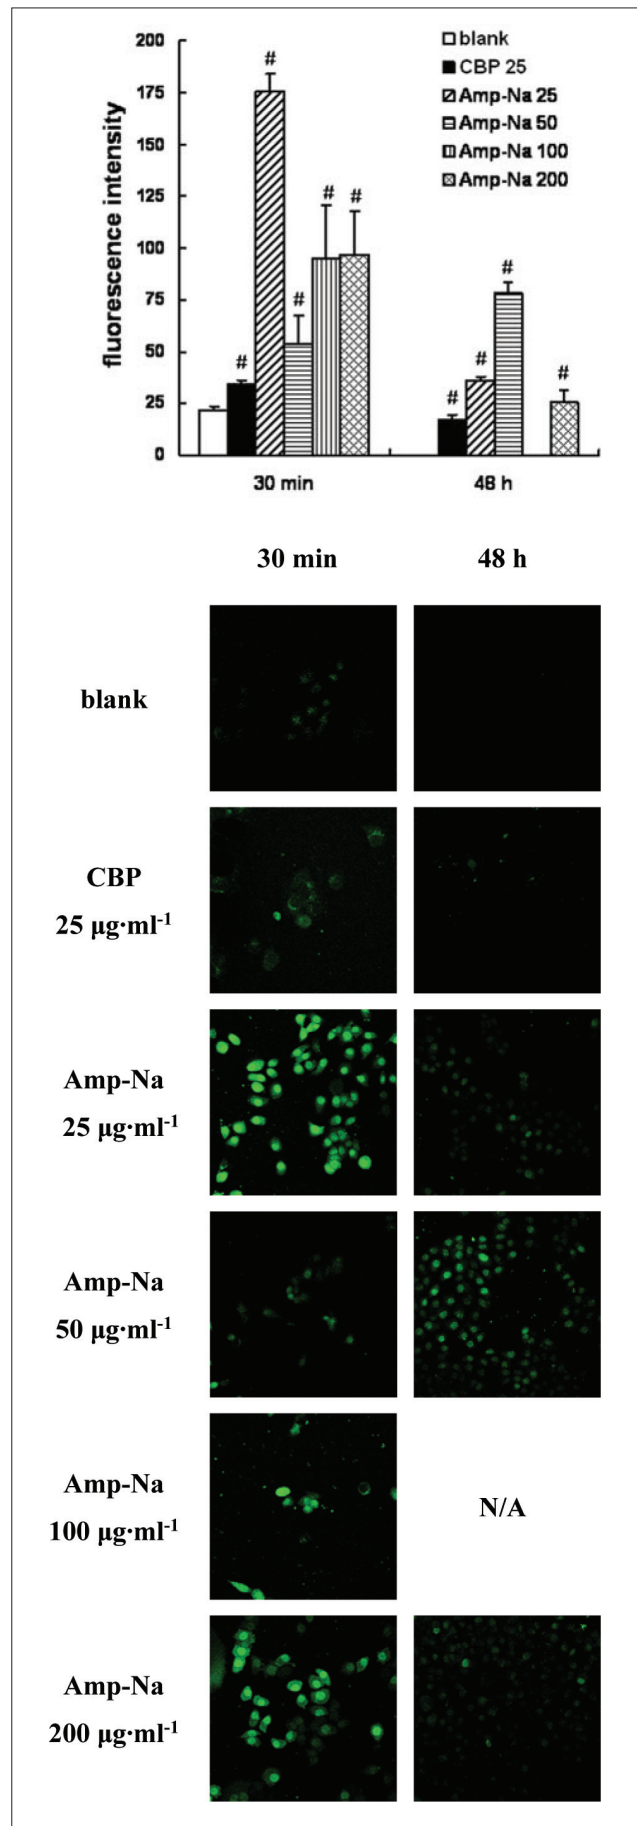 200
175
150
125
100
75
50
25
0
fluorescence intensity
blank
CBP 25
Amp-Na 25
Amp-Na 50
Amp-Na 100
Amp-Na 200
#
#
#
#
#
#
#
#
#
30 min
48 h
30 min
48 h
blank
CBP
25 μg·ml⁻¹
Amp-Na
25 μg·ml⁻¹
Amp-Na
50 μg·ml⁻¹
Amp-Na
100 μg·ml⁻¹
N/A
Amp-Na
200 μg·ml⁻¹